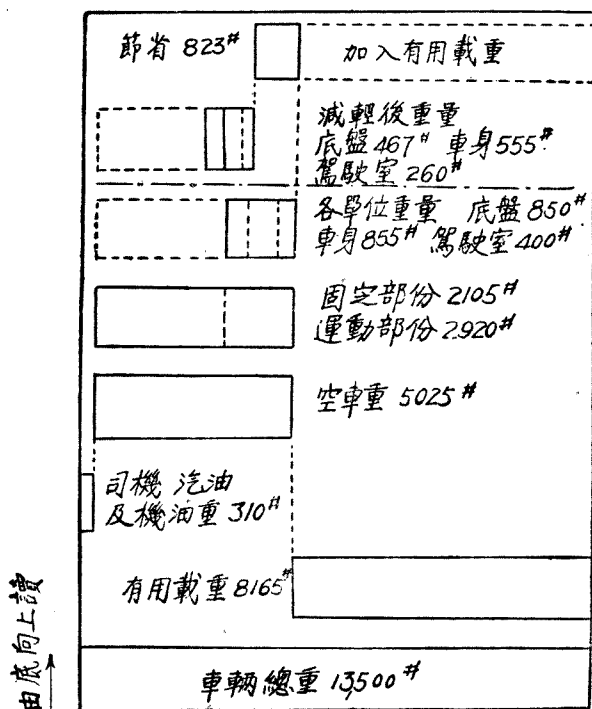 節省 823# 加入有用載重
減輕後重量
底盤 467# 車身 555#
駕駛室 260#
各單位重量 底盤 850#
車身 855# 駕駛室 400#
固定部份 2105#
運動部份 2920#
空車重 5025#
司機 汽油
及機油重 310#
有用載重 8165#
車輛總重 13,500#
由底向上讀